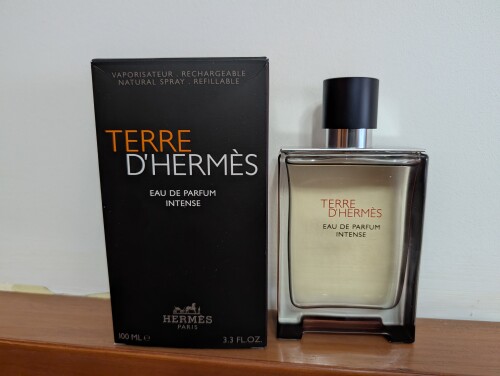 VAPORISATEUR . RECHARGEABLE
NATURAL SPRAY . REFILLABLE
TERRE
D'HERMÈS
EAU DE PARFUM
INTENSE
HERMÈS
PARIS
100 ML ℮
3.3 FL.OZ.
TERRE
D'HERMÈS
EAU DE PARFUM
INTENSE